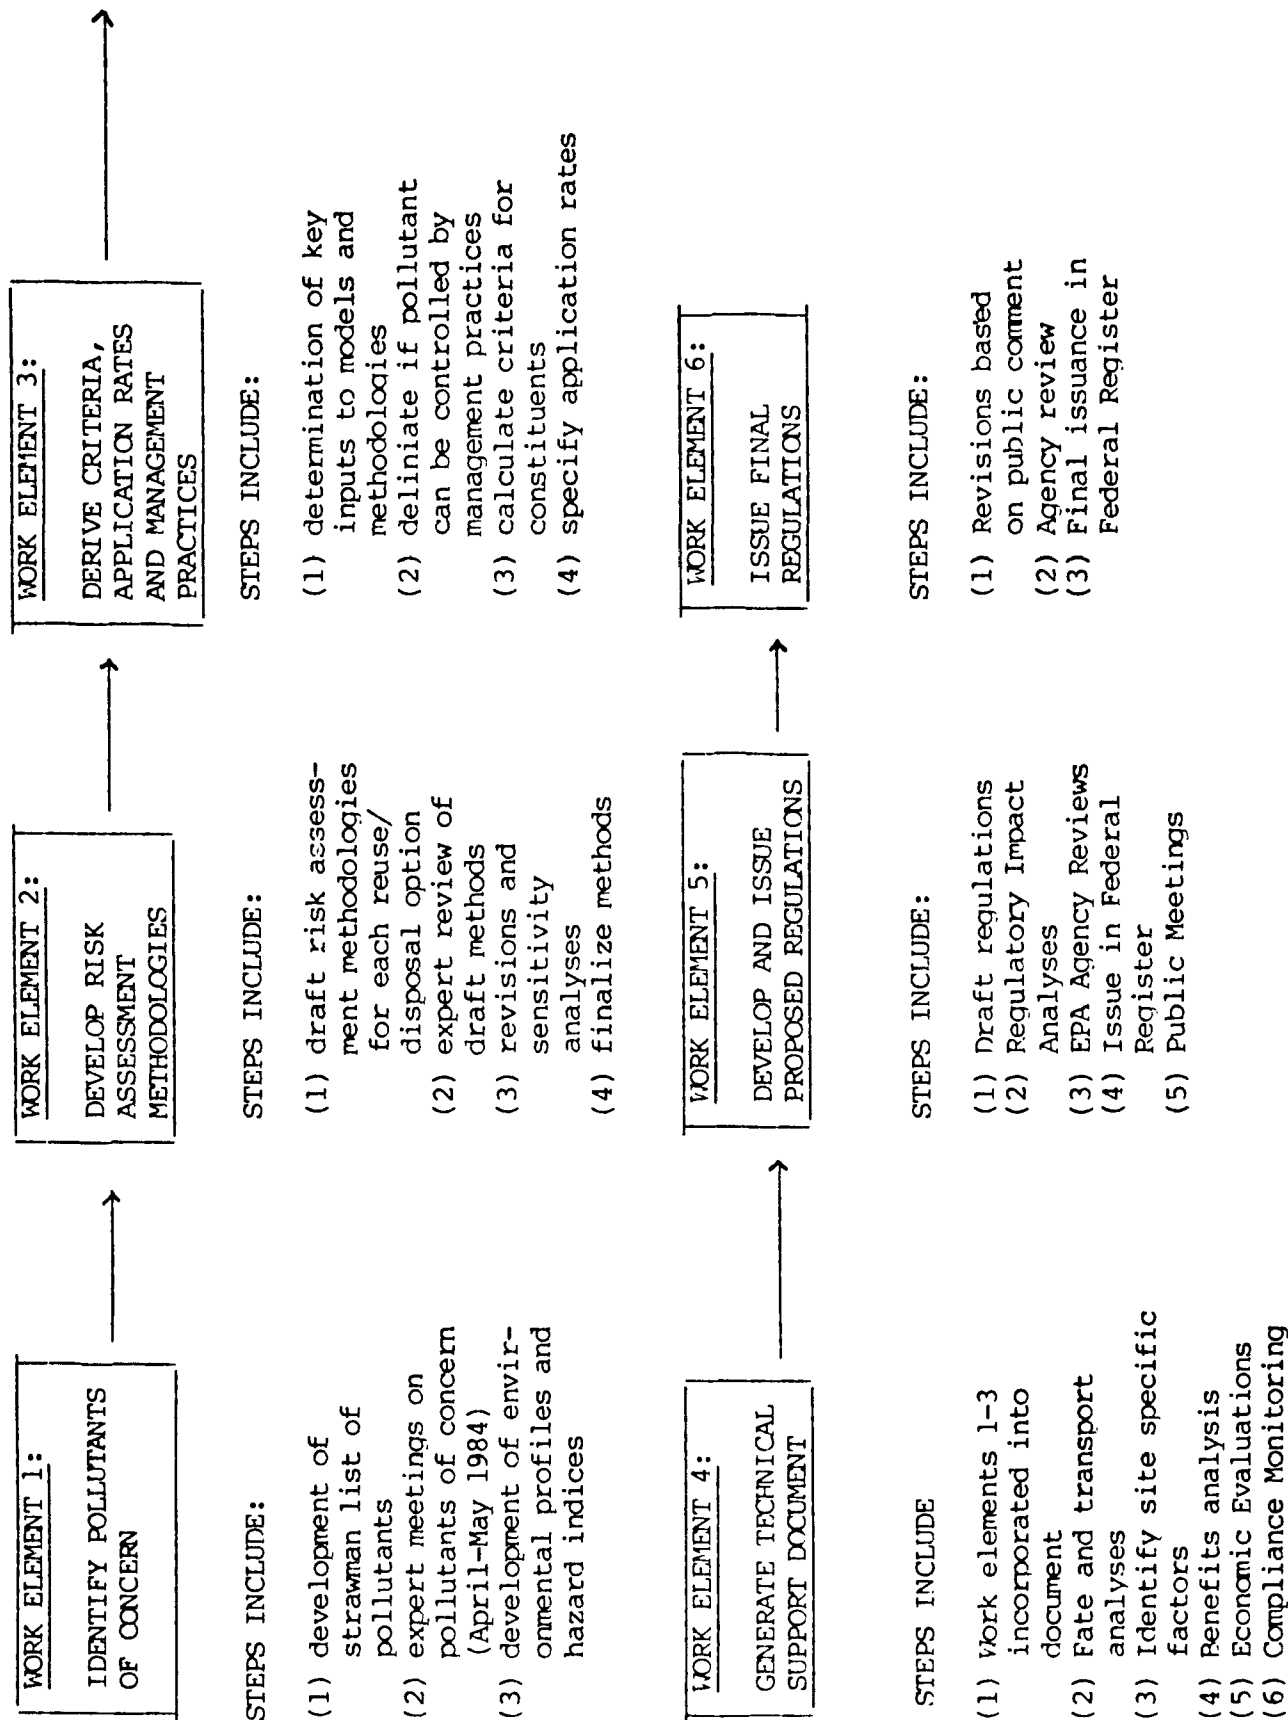 WORK ELEMENT 1:
IDENTIFY POLLUTANTS
OF CONCERN
STEPS INCLUDE:
(1) development of
strawman list of
pollutants
(2) expert meetings on
pollutants of concern
(April-May 1984)
(3) development of envir-
onmental profiles and
hazard indices
WORK ELEMENT 2:
DEVELOP RISK
ASSESSMENT
METHODOLOGIES
STEPS INCLUDE:
(1) draft risk assess-
ment methodologies
for each reuse/
disposal option
(2) expert review of
draft methods
(3) revisions and
sensitivity
analyses
(4) finalize methods
WORK ELEMENT 3:
DERIVE CRITERIA,
APPLICATION RATES
AND MANAGEMENT
PRACTICES
STEPS INCLUDE:
(1) determination of key
inputs to models and
methodologies
(2) deliniate if pollutant
can be controlled by
management practices
(3) calculate criteria for
constituents
(4) specify application rates
WORK ELEMENT 4:
GENERATE TECHNICAL
SUPPORT DOCUMENT
STEPS INCLUDE
(1) Work elements 1-3
incorporated into
document
(2) Fate and transport
analyses
(3) Identify site specific
factors
(4) Benefits analysis
(5) Economic Evaluations
(6) Compliance Monitoring
WORK ELEMENT 5:
DEVELOP AND ISSUE
PROPOSED REGULATIONS
STEPS INCLUDE:
(1) Draft regulations
(2) Regulatory Impact
Analyses
(3) EPA Agency Reviews
(4) Issue in Federal
Register
(5) Public Meetings
WORK ELEMENT 6:
ISSUE FINAL
REGULATIONS
STEPS INCLUDE:
(1) Revisions based
on public comment
(2) Agency review
(3) Final issuance in
Federal Register